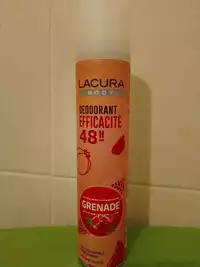 LACURA
BODY
DEODORANT
EFFICACITÉ
48H
GRENADE